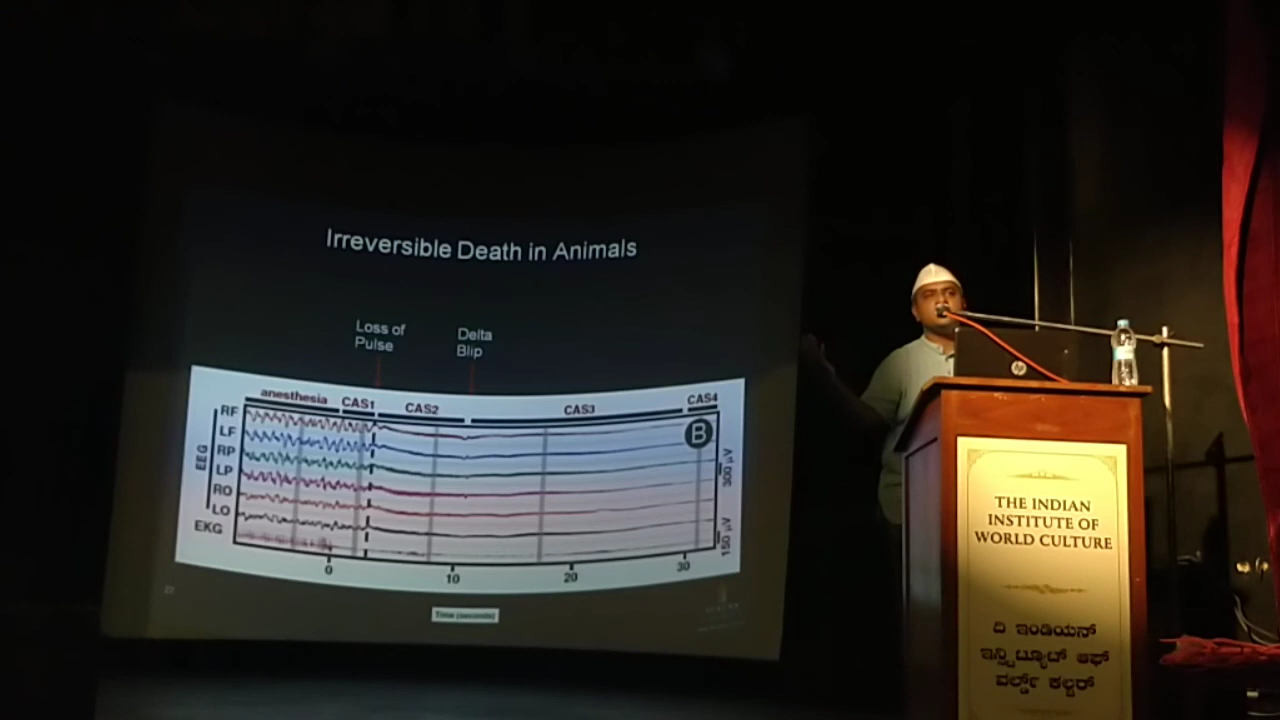 Irreversible Death in Animals
Loss of
Pulse
Delta
Blip
anesthesia
CAS1
CAS2
CAS3
CAS4
B
EEG
RF
LF
RP
LP
RO
LO
EKG
300 µV
150 µV
0
10
20
30
Time (seconds)
hp
THE INDIAN
INSTITUTE OF
WORLD CULTURE
ದಿ ಇಂಡಿಯನ್
ಇನ್ಸ್ಟಿಟ್ಯೂಟ್ ಆಫ್
ವರ್ಲ್ಡ್ ಕಲ್ಚರ್